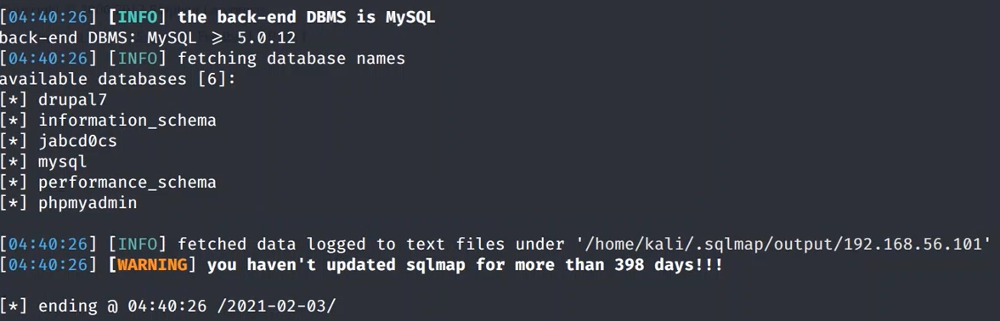 [04:40:26] [INFO] the back-end DBMS is MySQL
back-end DBMS: MySQL ≥ 5.0.12
[04:40:26] [INFO] fetching database names
available databases [6]:
[*] drupal7
[*] information_schema
[*] jabcd0cs
[*] mysql
[*] performance_schema
[*] phpmyadmin
[04:40:26] [INFO] fetched data logged to text files under '/home/kali/.sqlmap/output/192.168.56.101'
[04:40:26] [WARNING] you haven't updated sqlmap for more than 398 days!!!
[*] ending @ 04:40:26 /2021-02-03/